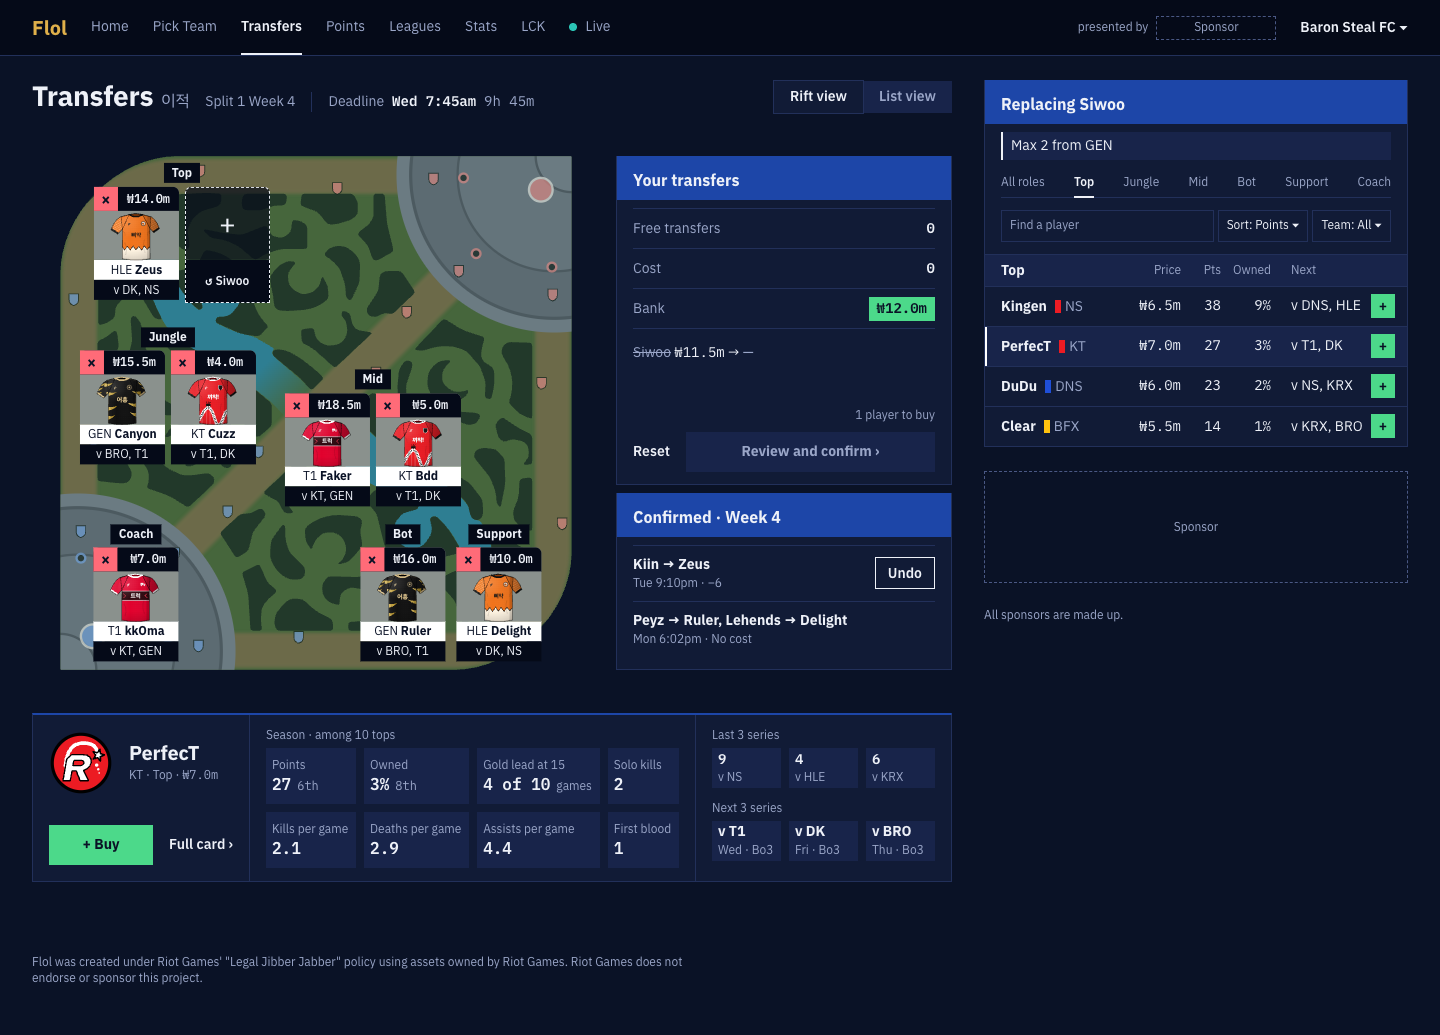 Flol Home Pick Team Transfers Points Leagues Stats LCK Live presented by Sponsor Baron Steal FC
Transfers 이적 Split 1 Week 4 Deadline Wed 7:45am 9h 45m
Rift view List view
Top
× ₩14.0m
HLE Zeus
v DK, NS
+
↺ Siwoo
Jungle
× ₩15.5m
GEN Canyon
v BRO, T1
× ₩4.0m
KT Cuzz
v T1, DK
Mid
× ₩18.5m
T1 Faker
v KT, GEN
× ₩5.0m
KT Bdd
v T1, DK
Coach
× ₩7.0m
T1 kkOma
v KT, GEN
Bot
× ₩16.0m
GEN Ruler
v BRO, T1
Support
× ₩10.0m
HLE Delight
v DK, NS
Your transfers
Free transfers 0
Cost 0
Bank ₩12.0m
Siwoo ₩11.5m → —
1 player to buy
Reset Review and confirm ›
Confirmed · Week 4
Kiin → Zeus
Tue 9:10pm · −6
Undo
Peyz → Ruler, Lehends → Delight
Mon 6:02pm · No cost
Replacing Siwoo
Max 2 from GEN
All roles Top Jungle Mid Bot Support Coach
Find a player Sort: Points Team: All
Top Price Pts Owned Next
Kingen NS ₩6.5m 38 9% v DNS, HLE +
PerfecT KT ₩7.0m 27 3% v T1, DK +
DuDu DNS ₩6.0m 23 2% v NS, KRX +
Clear BFX ₩5.5m 14 1% v KRX, BRO +
Sponsor
All sponsors are made up.
R
PerfecT
KT · Top · ₩7.0m
+ Buy Full card ›
Season · among 10 tops
Points
27 6th
Owned
3% 8th
Gold lead at 15
4 of 10 games
Solo kills
2
Kills per game
2.1
Deaths per game
2.9
Assists per game
4.4
First blood
1
Last 3 series
9
v NS
4
v HLE
6
v KRX
Next 3 series
v T1
Wed · Bo3
v DK
Fri · Bo3
v BRO
Thu · Bo3
Flol was created under Riot Games' "Legal Jibber Jabber" policy using assets owned by Riot Games. Riot Games does not
endorse or sponsor this project.